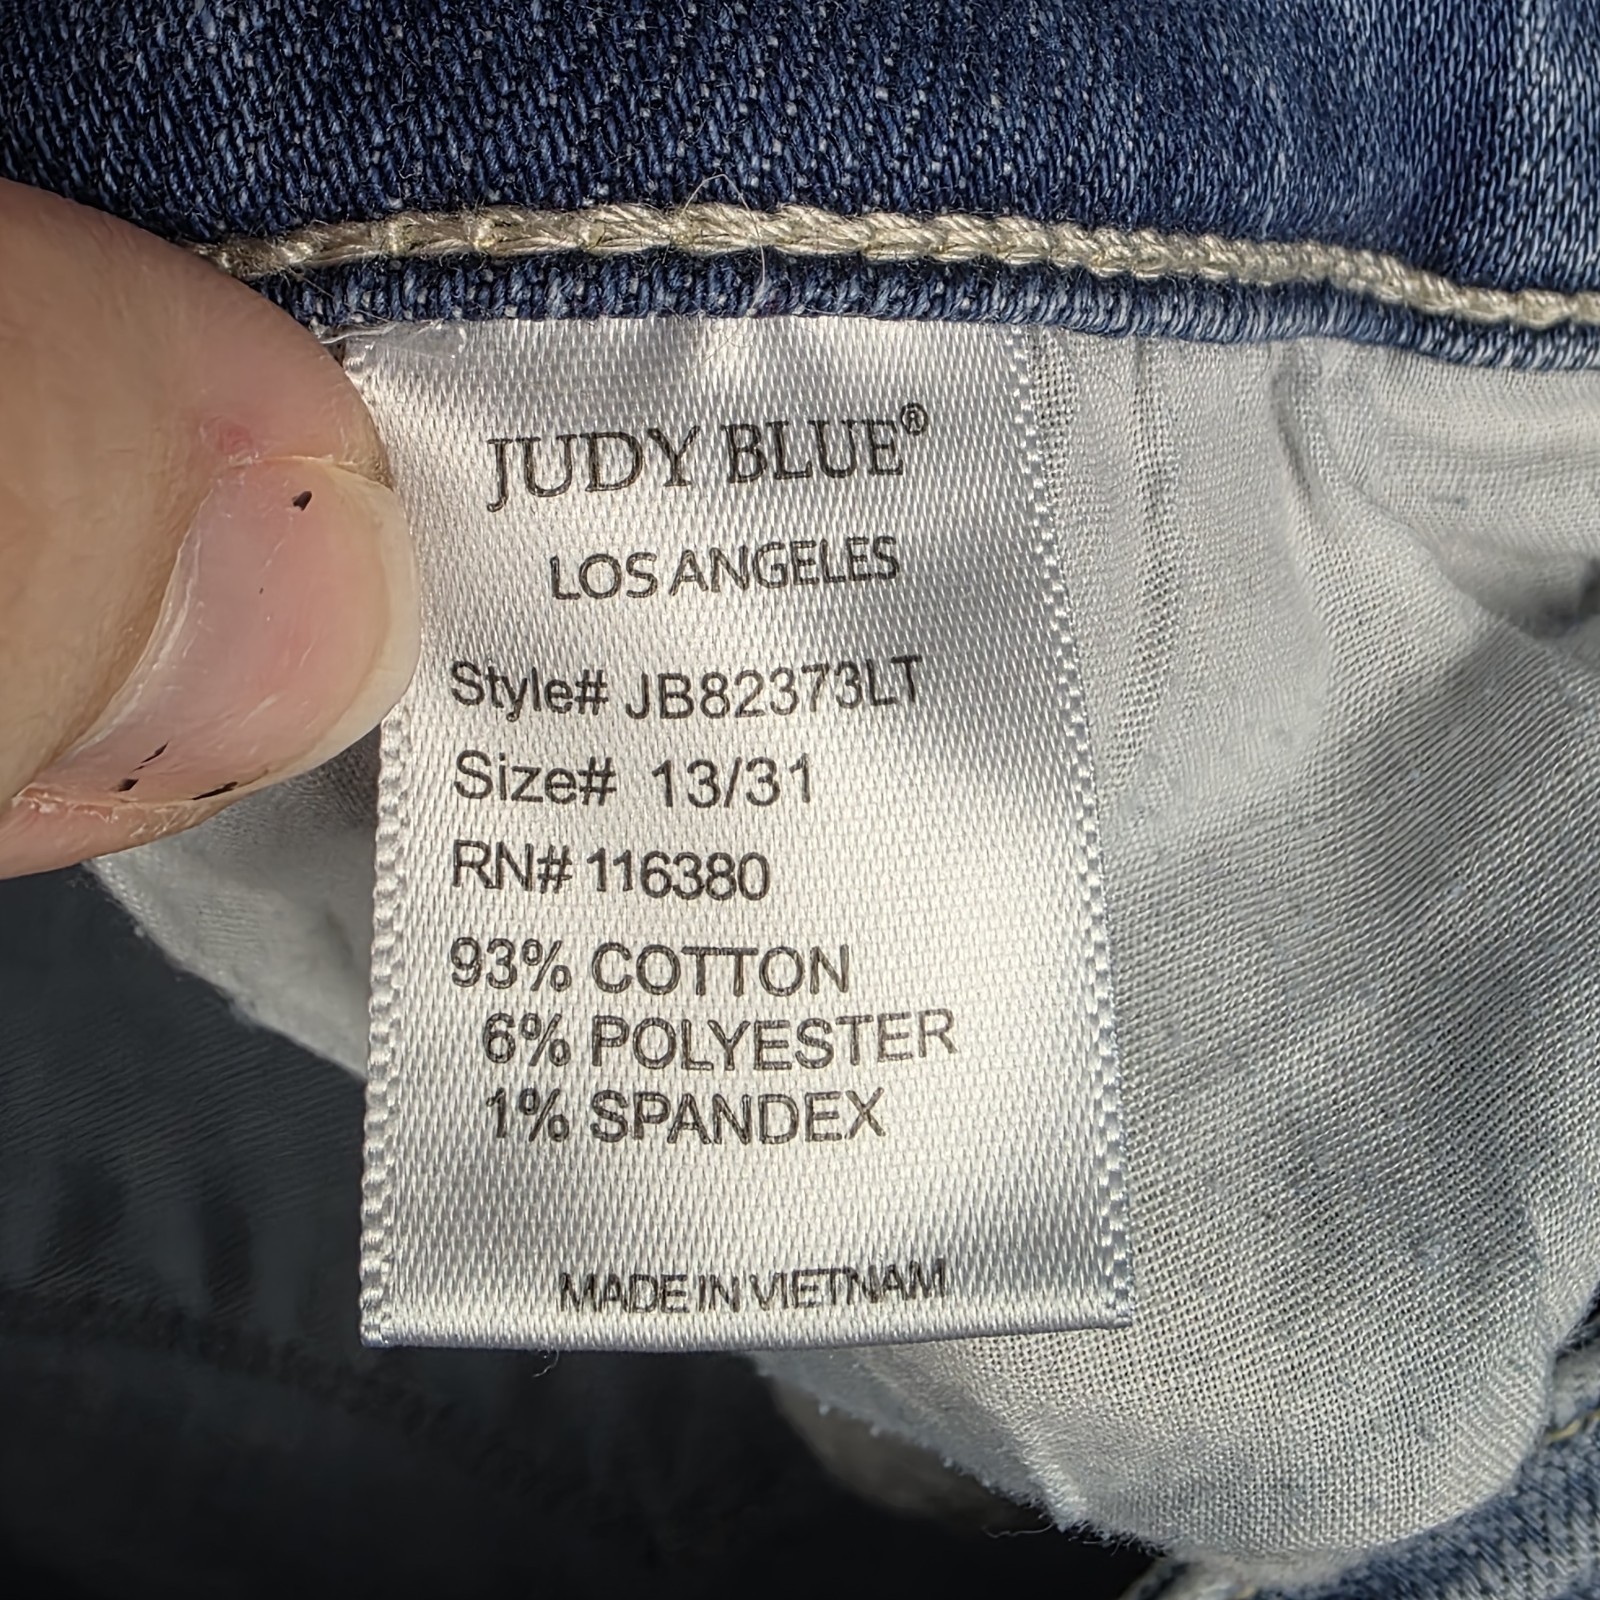 JUDY BLUE®
LOS ANGELES
Style# JB82373LT
Size# 13/31
RN# 116380
93% COTTON
6% POLYESTER
1% SPANDEX
MADE IN VIETNAM